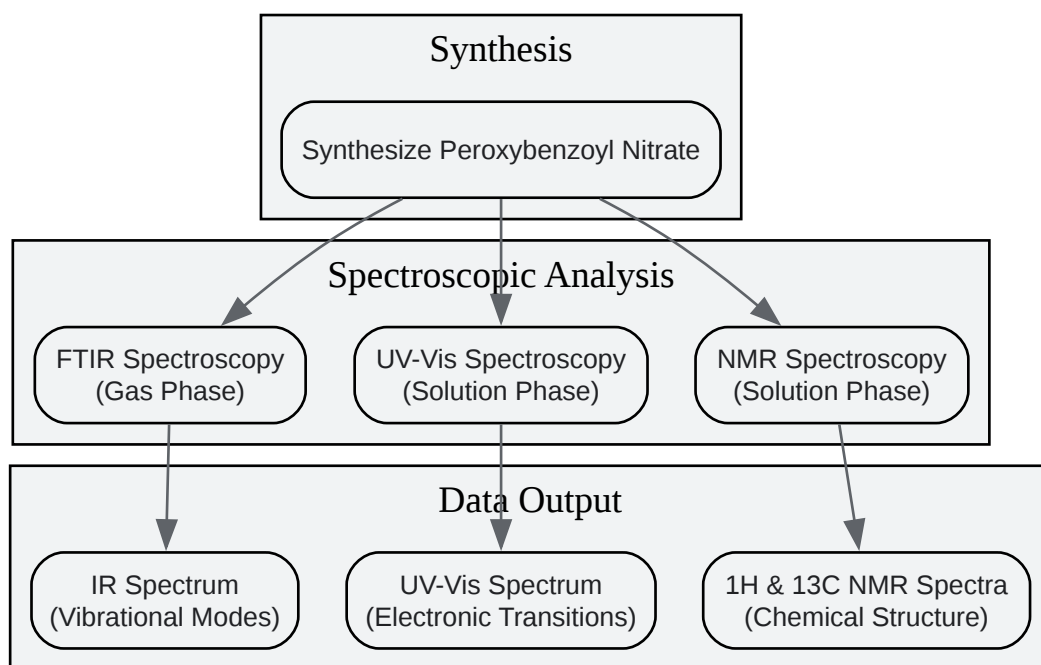 Synthesis
Synthesize Peroxybenzoyl Nitrate
Spectroscopic Analysis
FTIR Spectroscopy
(Gas Phase)
UV-Vis Spectroscopy
(Solution Phase)
NMR Spectroscopy
(Solution Phase)
Data Output
IR Spectrum
(Vibrational Modes)
UV-Vis Spectrum
(Electronic Transitions)
1H & 13C NMR Spectra
(Chemical Structure)